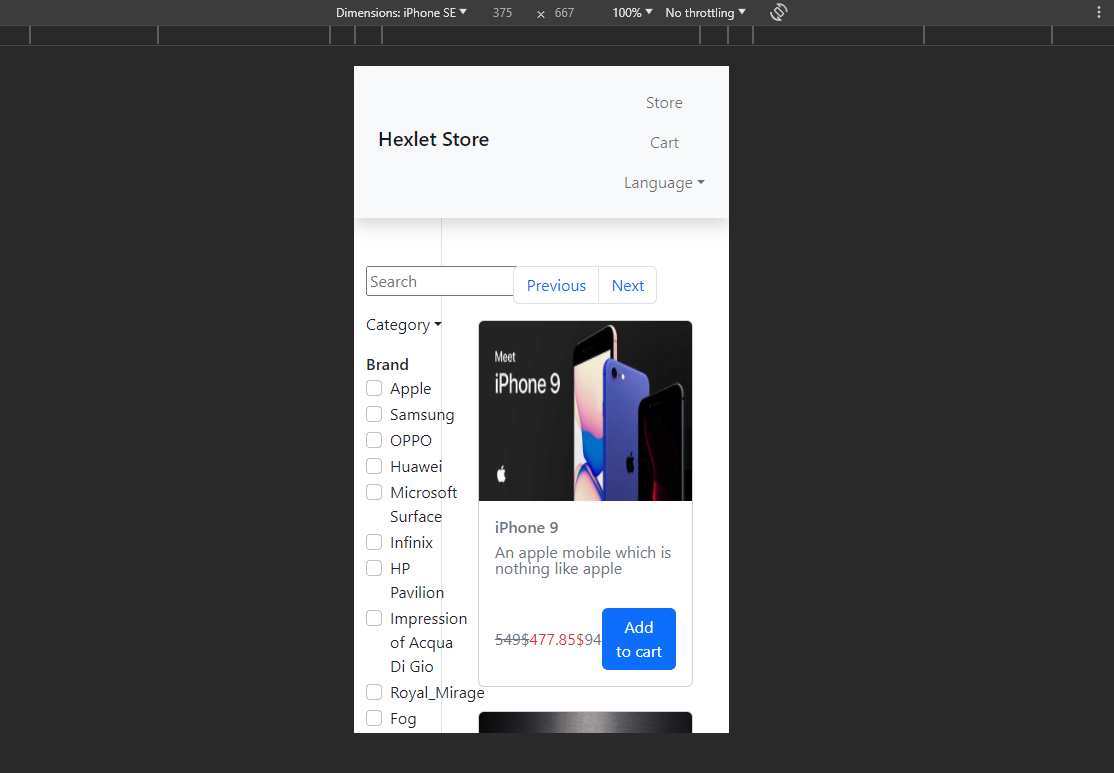 Dimensions: iPhone SE 375 × 667 100% No throttling
Store
Hexlet Store
Cart
Language
Search
Previous Next
Category
Brand
Apple
Samsung
OPPO
Huawei
Microsoft
Surface
Infinix
HP
Pavilion
Impression
of Acqua
Di Gio
Royal_Mirage
Fog
Meet
iPhone 9
iPhone 9
An apple mobile which is
nothing like apple
549$477.85$94
Add
to cart